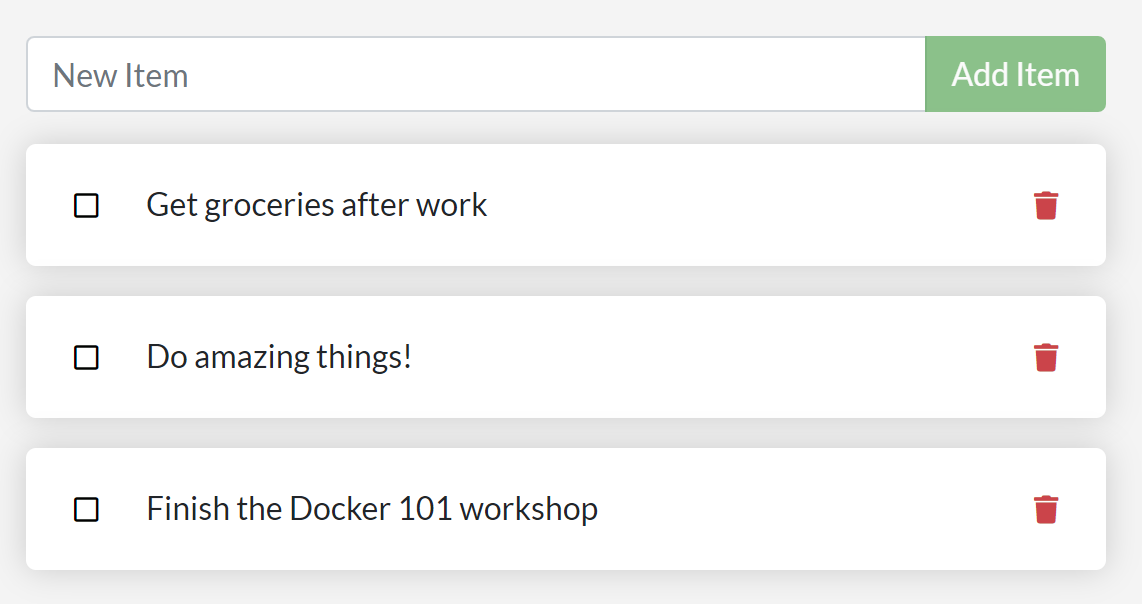 New Item
Add Item
Get groceries after work
Do amazing things!
Finish the Docker 101 workshop